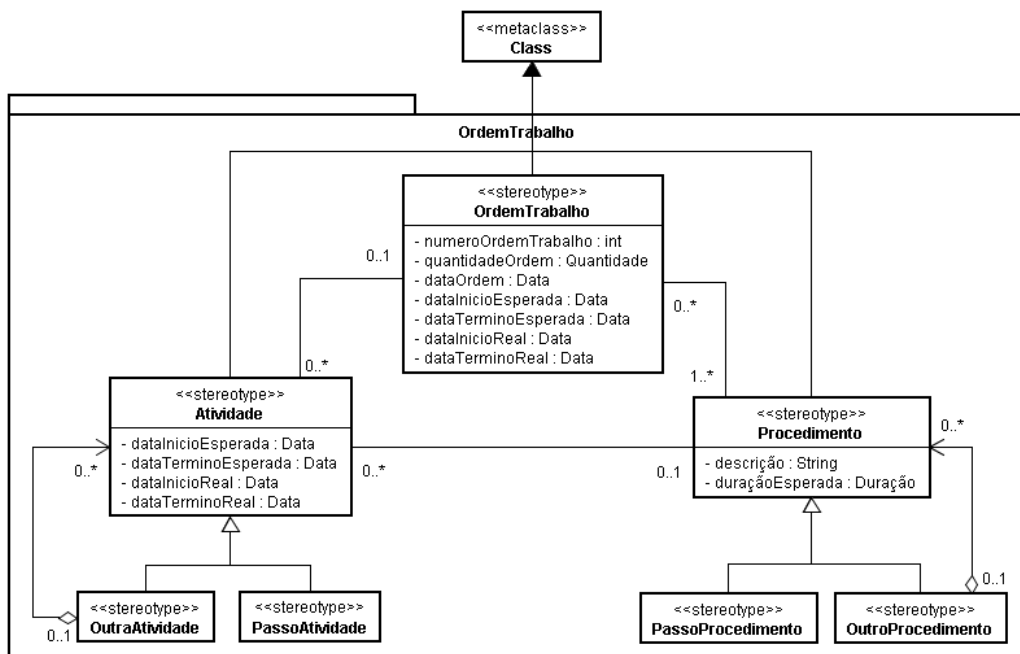 <<metaclass>>
Class
OrdemTrabalho
<<stereotype>>
OrdemTrabalho
- numeroOrdemTrabalho : int
- quantidadeOrdem : Quantidade
- dataOrdem : Data
- dataInicioEsperada : Data
- dataTerminoEsperada : Data
- dataInicioReal : Data
- dataTerminoReal : Data
0..1
0..*
0..*
1..*
<<stereotype>>
Atividade
- dataInicioEsperada : Data
- dataTerminoEsperada : Data
- dataInicioReal : Data
- dataTerminoReal : Data
0..*
0..*
0..1
<<stereotype>>
Procedimento
- descrição : String
- duraçãoEsperada : Duração
0..*
<<stereotype>>
OutraAtividade
0..1
<<stereotype>>
PassoAtividade
<<stereotype>>
PassoProcedimento
<<stereotype>>
OutroProcedimento
0..1